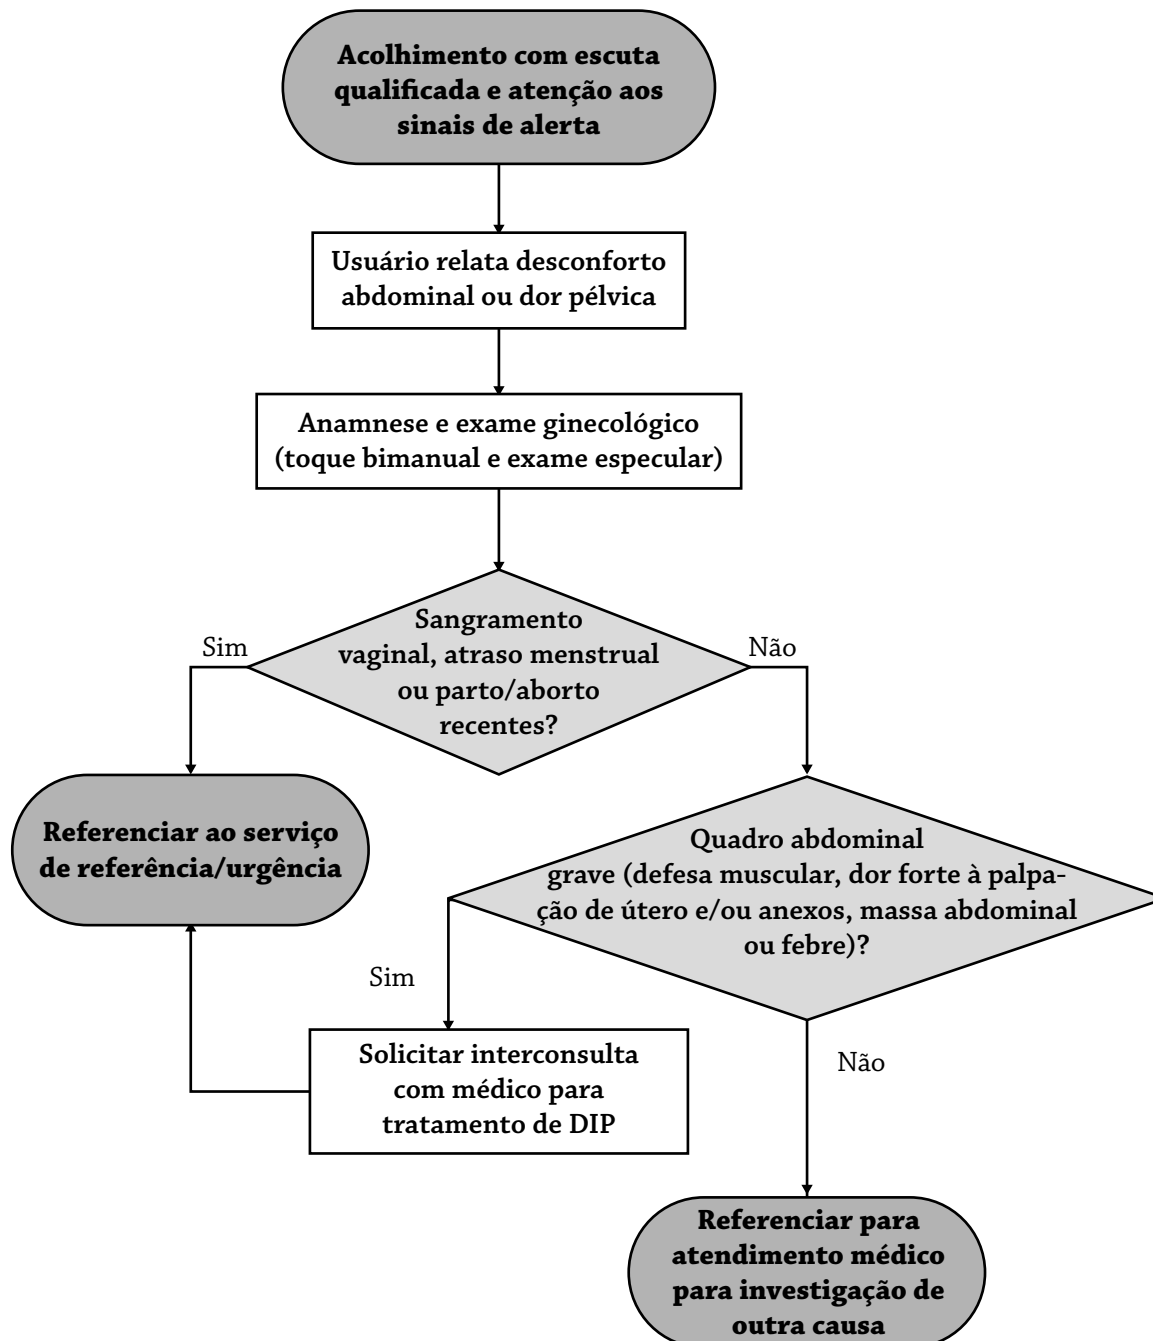 Acolhimento com escuta
qualificada e atenção aos
sinais de alerta
Usuário relata desconforto
abdominal ou dor pélvica
Anamnese e exame ginecológico
(toque bimanual e exame especular)
Sangramento
vaginal, atraso menstrual
ou parto/aborto
recentes?
Sim
Não
Referenciar ao serviço
de referência/urgência
Quadro abdominal
grave (defesa muscular, dor forte à palpa-
ção de útero e/ou anexos, massa abdominal
ou febre)?
Sim
Não
Solicitar interconsulta
com médico para
tratamento de DIP
Referenciar para
atendimento médico
para investigação de
outra causa